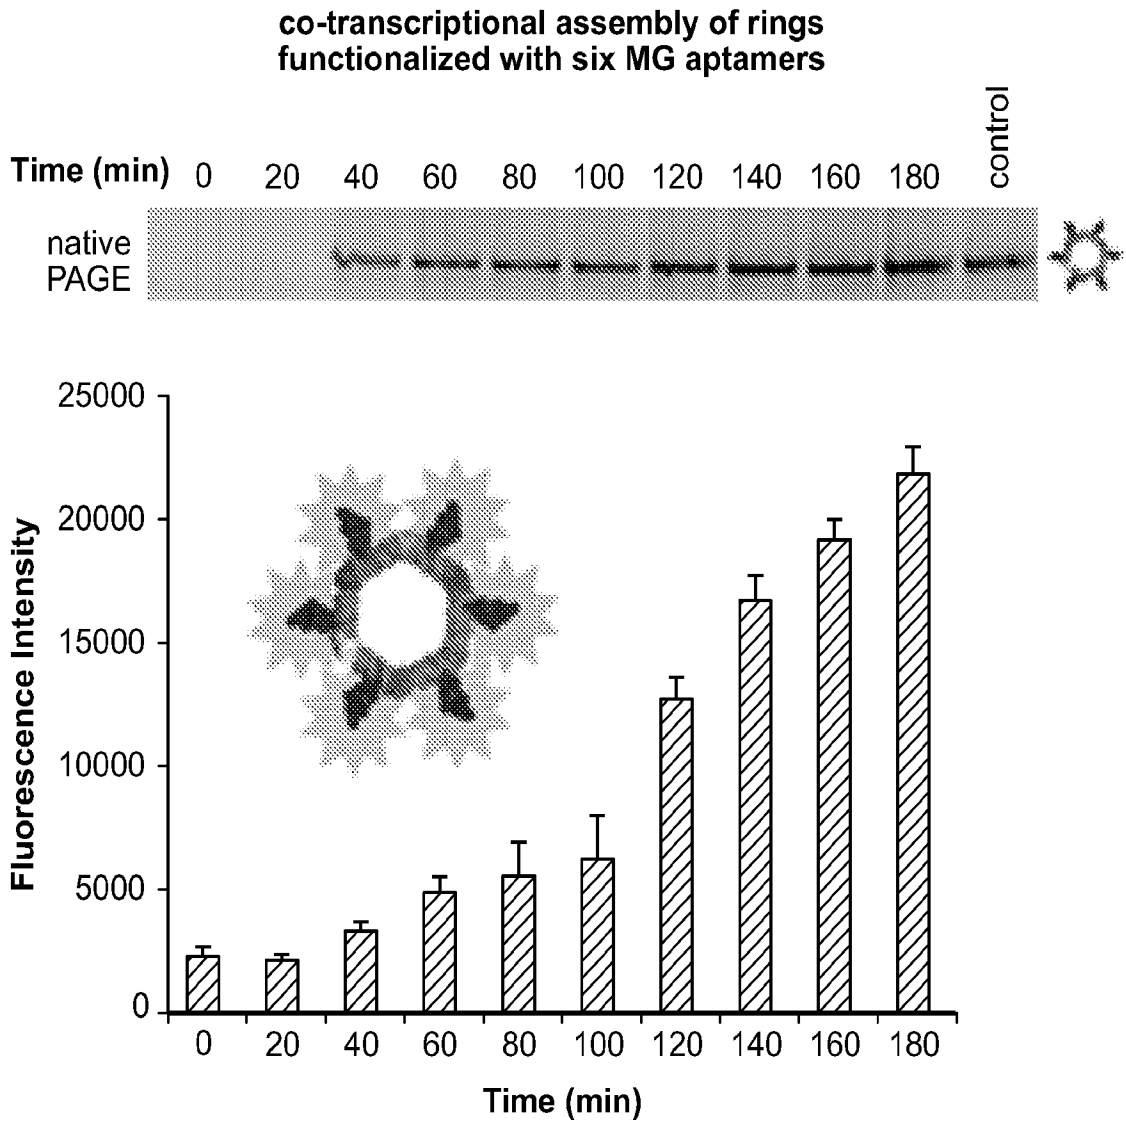 co-transcriptional assembly of rings
functionalized with six MG aptamers
control
Time (min) 0 20 40 60 80 100 120 140 160 180
native
PAGE
25000
20000
15000
10000
5000
0
Fluorescence Intensity
0 20 40 60 80 100 120 140 160 180
Time (min)